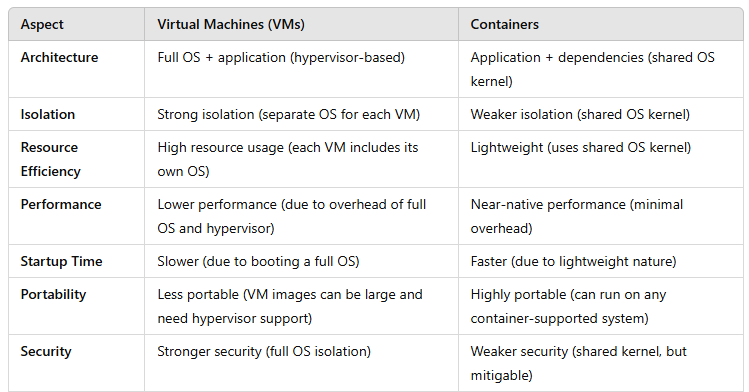 Aspect Virtual Machines (VMs) Containers
Architecture Full OS + application (hypervisor-based) Application + dependencies (shared OS
kernel)
Isolation Strong isolation (separate OS for each VM) Weaker isolation (shared OS kernel)
Resource High resource usage (each VM includes its Lightweight (uses shared OS kernel)
Efficiency own OS)
Performance Lower performance (due to overhead of full Near-native performance (minimal
OS and hypervisor) overhead)
Startup Time Slower (due to booting a full OS) Faster (due to lightweight nature)
Portability Less portable (VM images can be large and Highly portable (can run on any
need hypervisor support) container-supported system)
Security Stronger security (full OS isolation) Weaker security (shared kernel, but
mitigable)